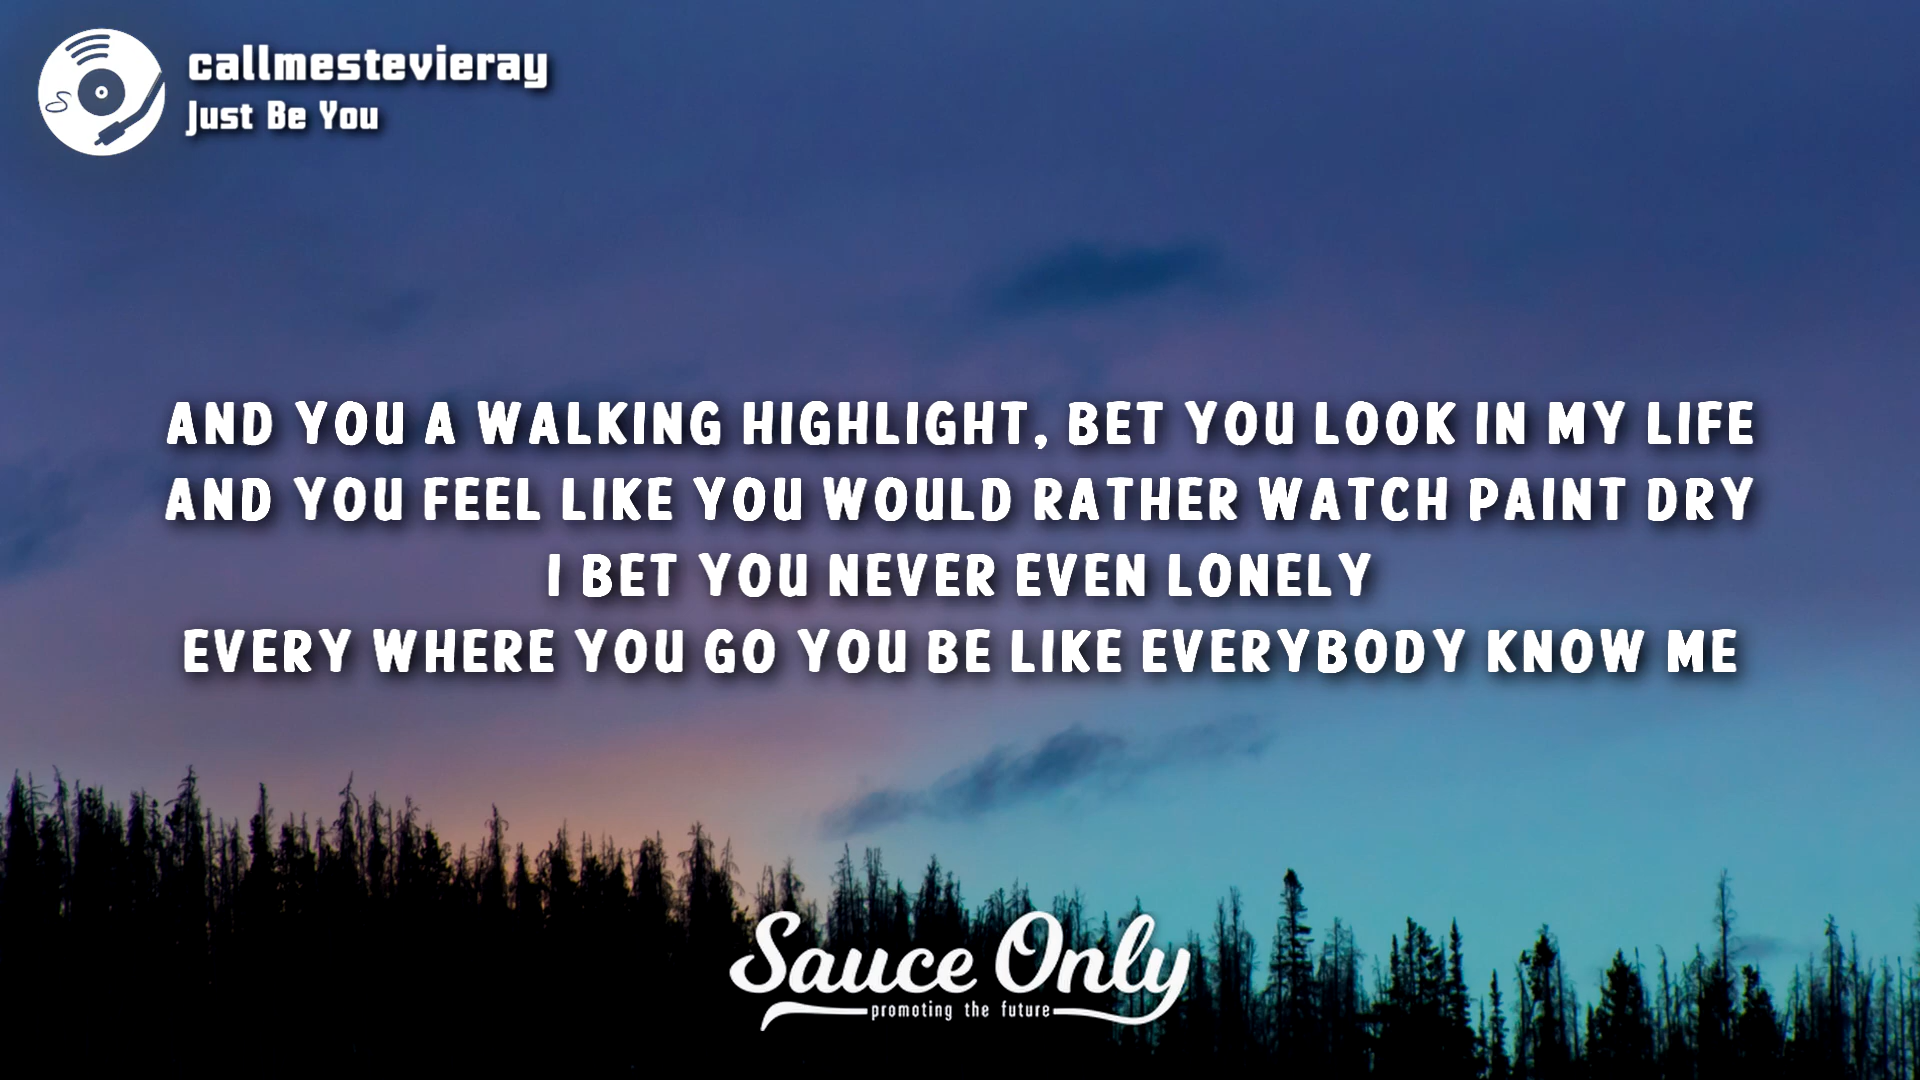 callmestevieray
Just Be You
AND YOU A WALKING HIGHLIGHT, BET YOU LOOK IN MY LIFE
AND YOU FEEL LIKE YOU WOULD RATHER WATCH PAINT DRY
I BET YOU NEVER EVEN LONELY
EVERY WHERE YOU GO YOU BE LIKE EVERYBODY KNOW ME
Sauce Only
promoting the future